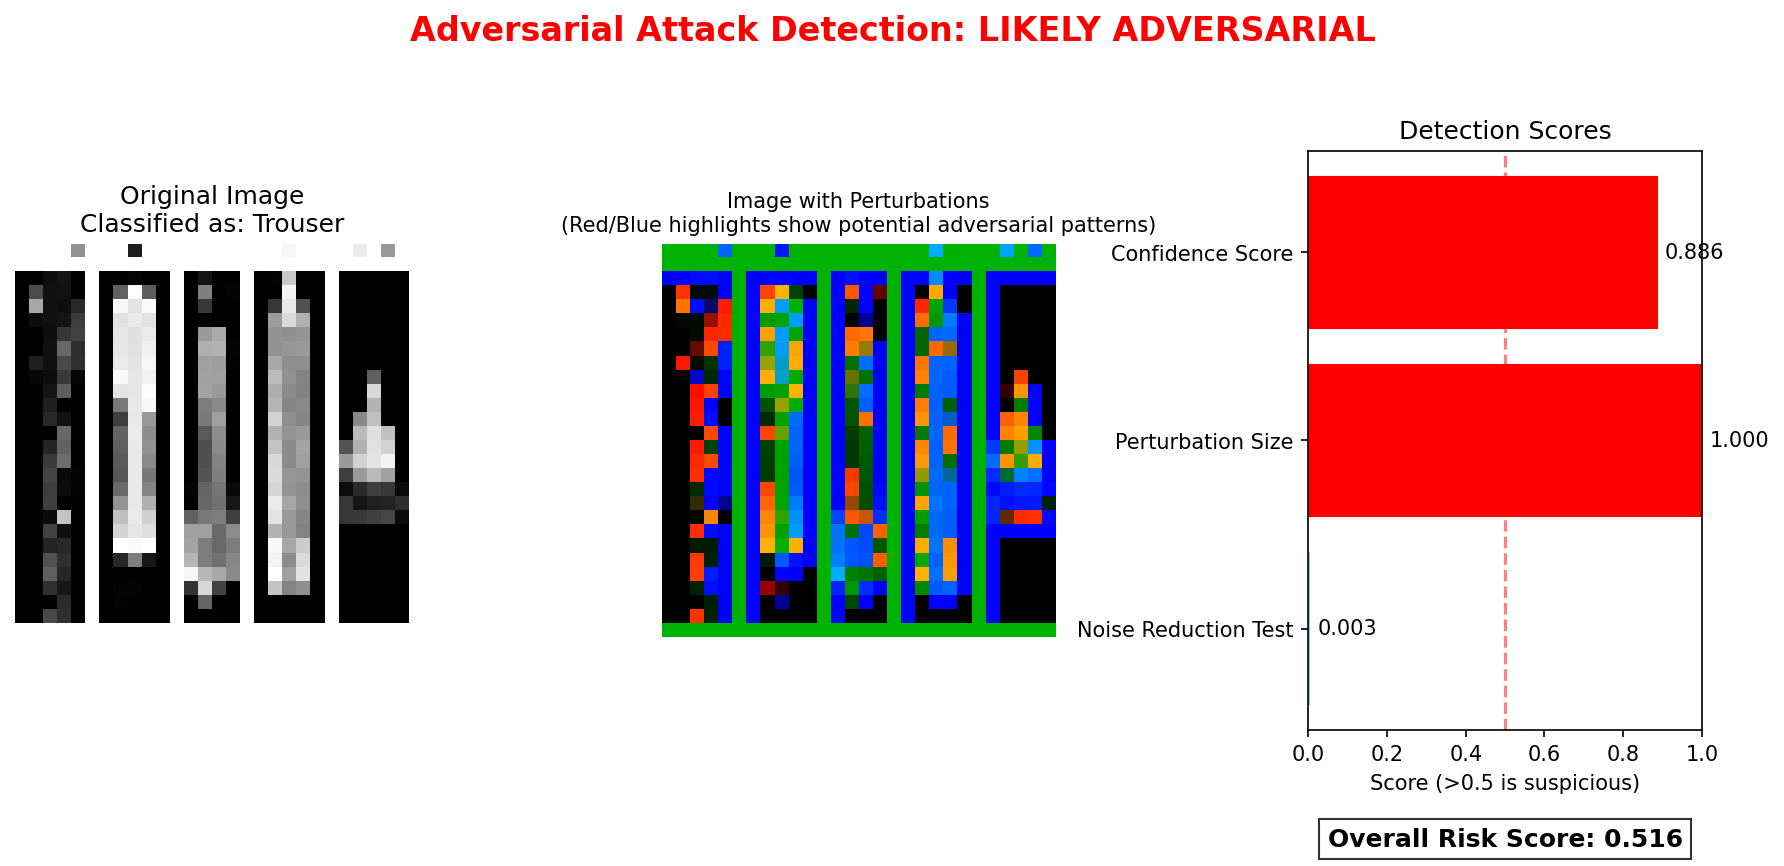 Adversarial Attack Detection: LIKELY ADVERSARIAL
Original Image
Classified as: Trouser
Image with Perturbations
(Red/Blue highlights show potential adversarial patterns)
Detection Scores
Confidence Score
0.886
Perturbation Size
1.000
Noise Reduction Test
0.003
0.0 0.2 0.4 0.6 0.8 1.0
Score (>0.5 is suspicious)
Overall Risk Score: 0.516